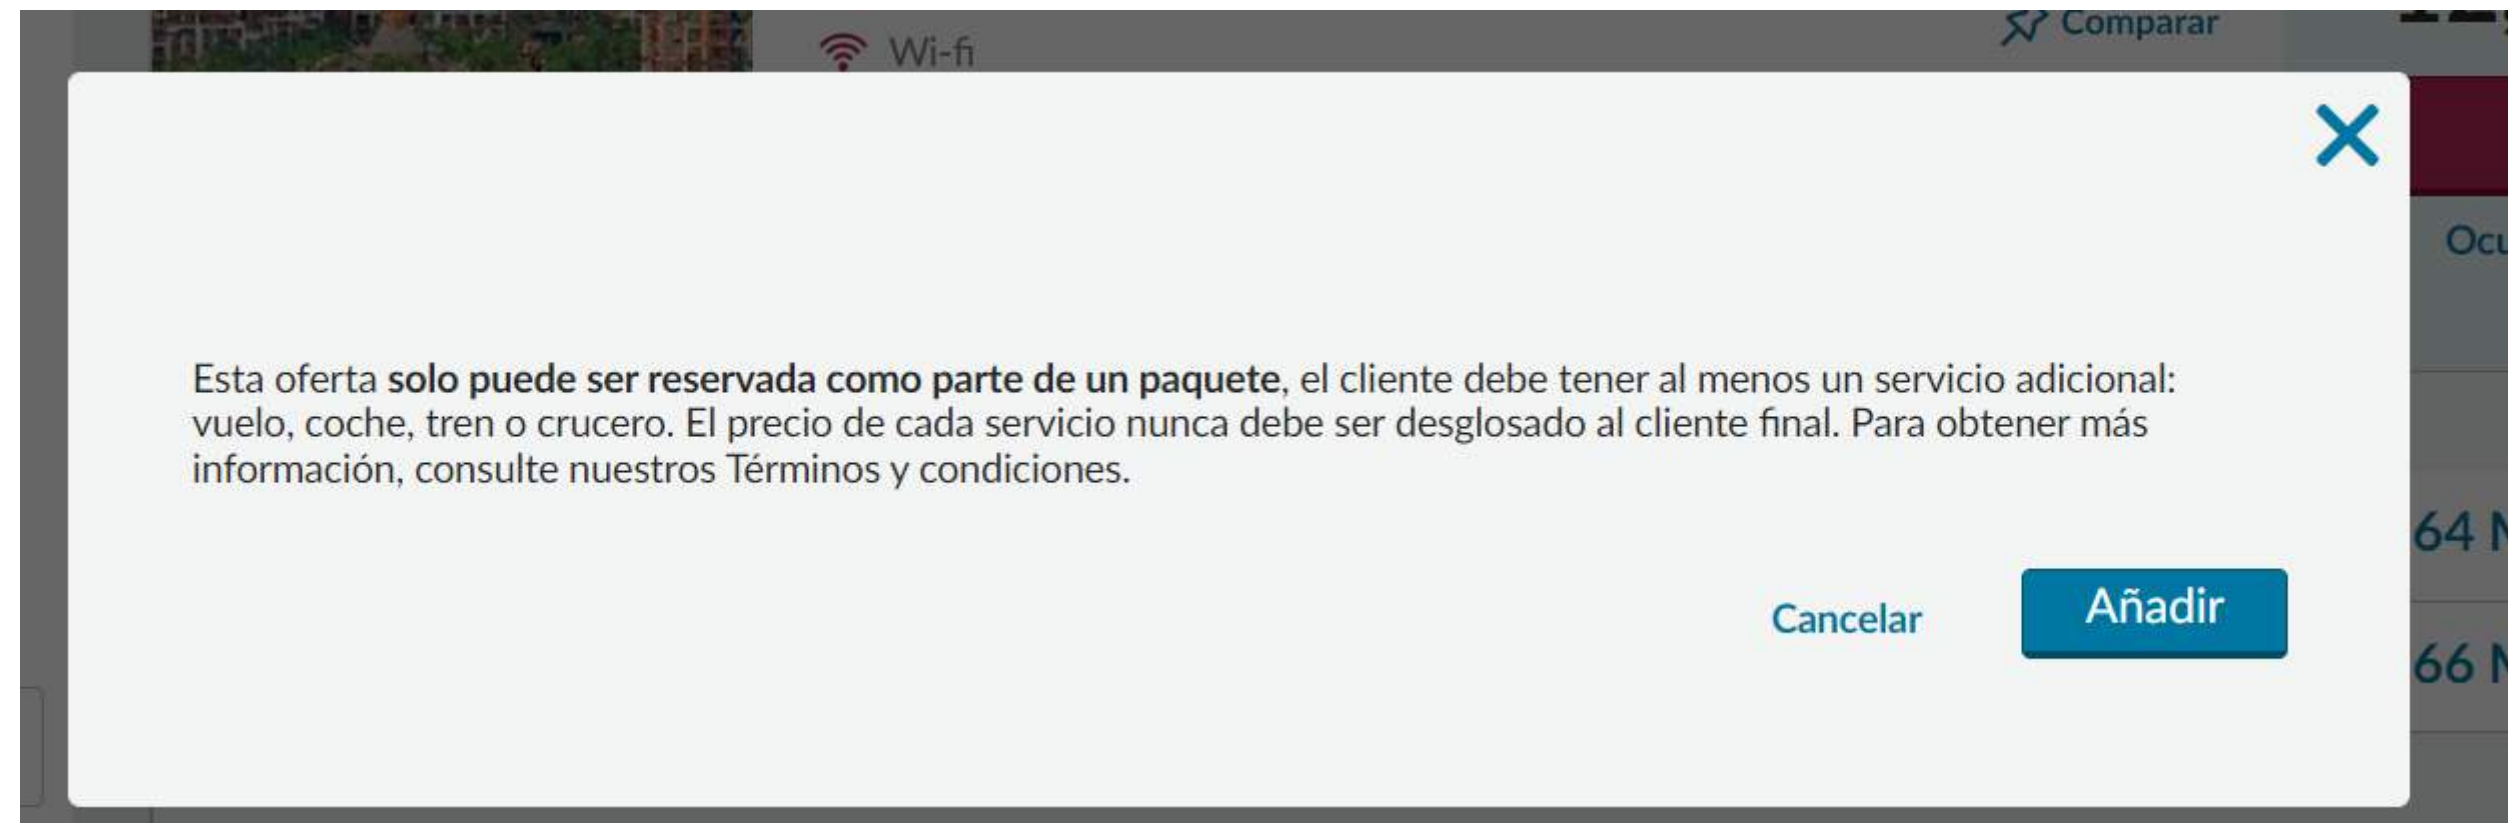 Comparar
Wi-fi
Esta oferta solo puede ser reservada como parte de un paquete, el cliente debe tener al menos un servicio adicional:
vuelo, coche, tren o crucero. El precio de cada servicio nunca debe ser desglosado al cliente final. Para obtener más
información, consulte nuestros Términos y condiciones.
Cancelar
Añadir
64
66